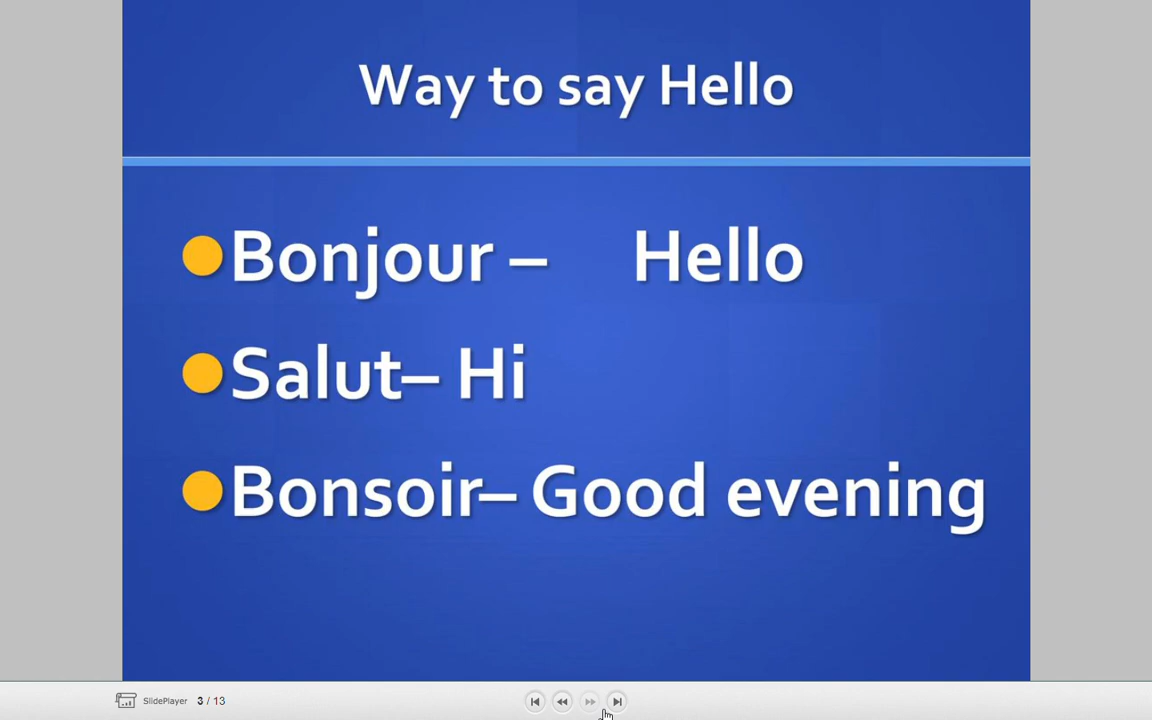 Way to say Hello
Bonjour – Hello
Salut– Hi
Bonsoir– Good evening
SlidePlayer 3 / 13